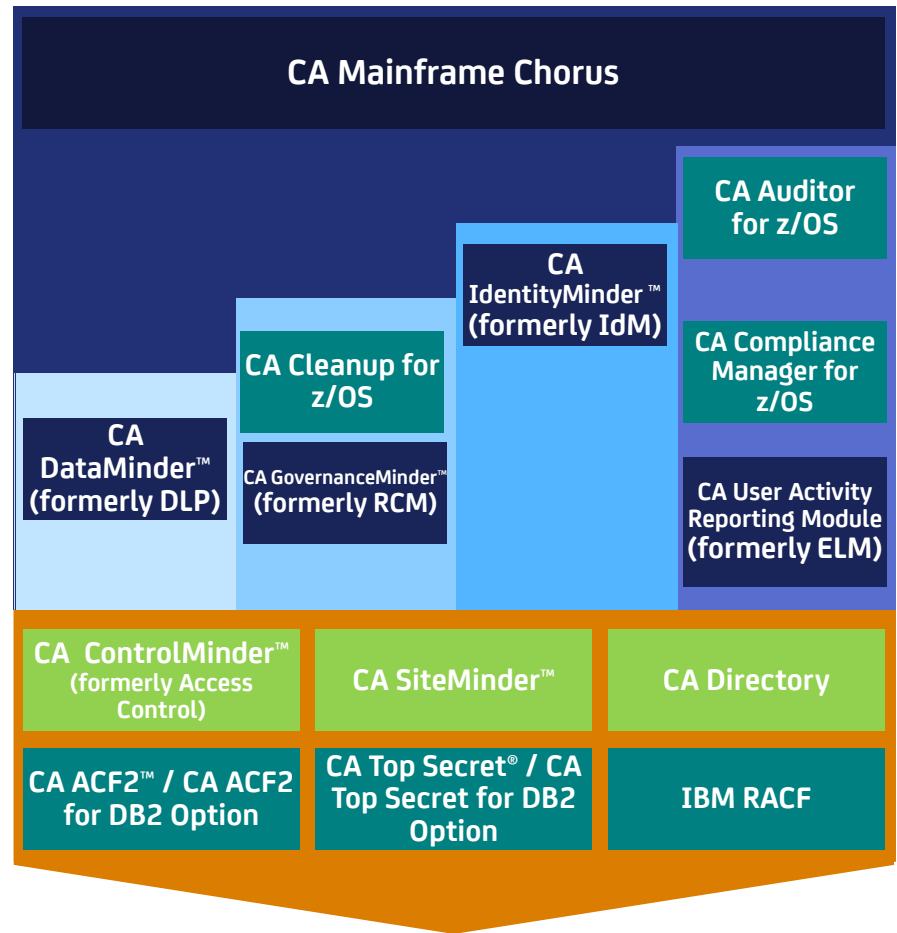 CA Mainframe Chorus
CA Auditor
for z/OS
CA
IdentityMinder ™
(formerly IdM)
CA Cleanup for
z/OS
CA Compliance
Manager for
z/OS
CA
DataMinder™
(formerly DLP)
CA GovernanceMinder™
(formerly RCM)
CA User Activity
Reporting Module
(formerly ELM)
CA  ControlMinder™
(formerly Access
Control)
CA SiteMinder™
CA Directory
CA ACF2™ / CA ACF2
for DB2 Option
CA Top Secret® / CA
Top Secret for DB2
Option
IBM RACF